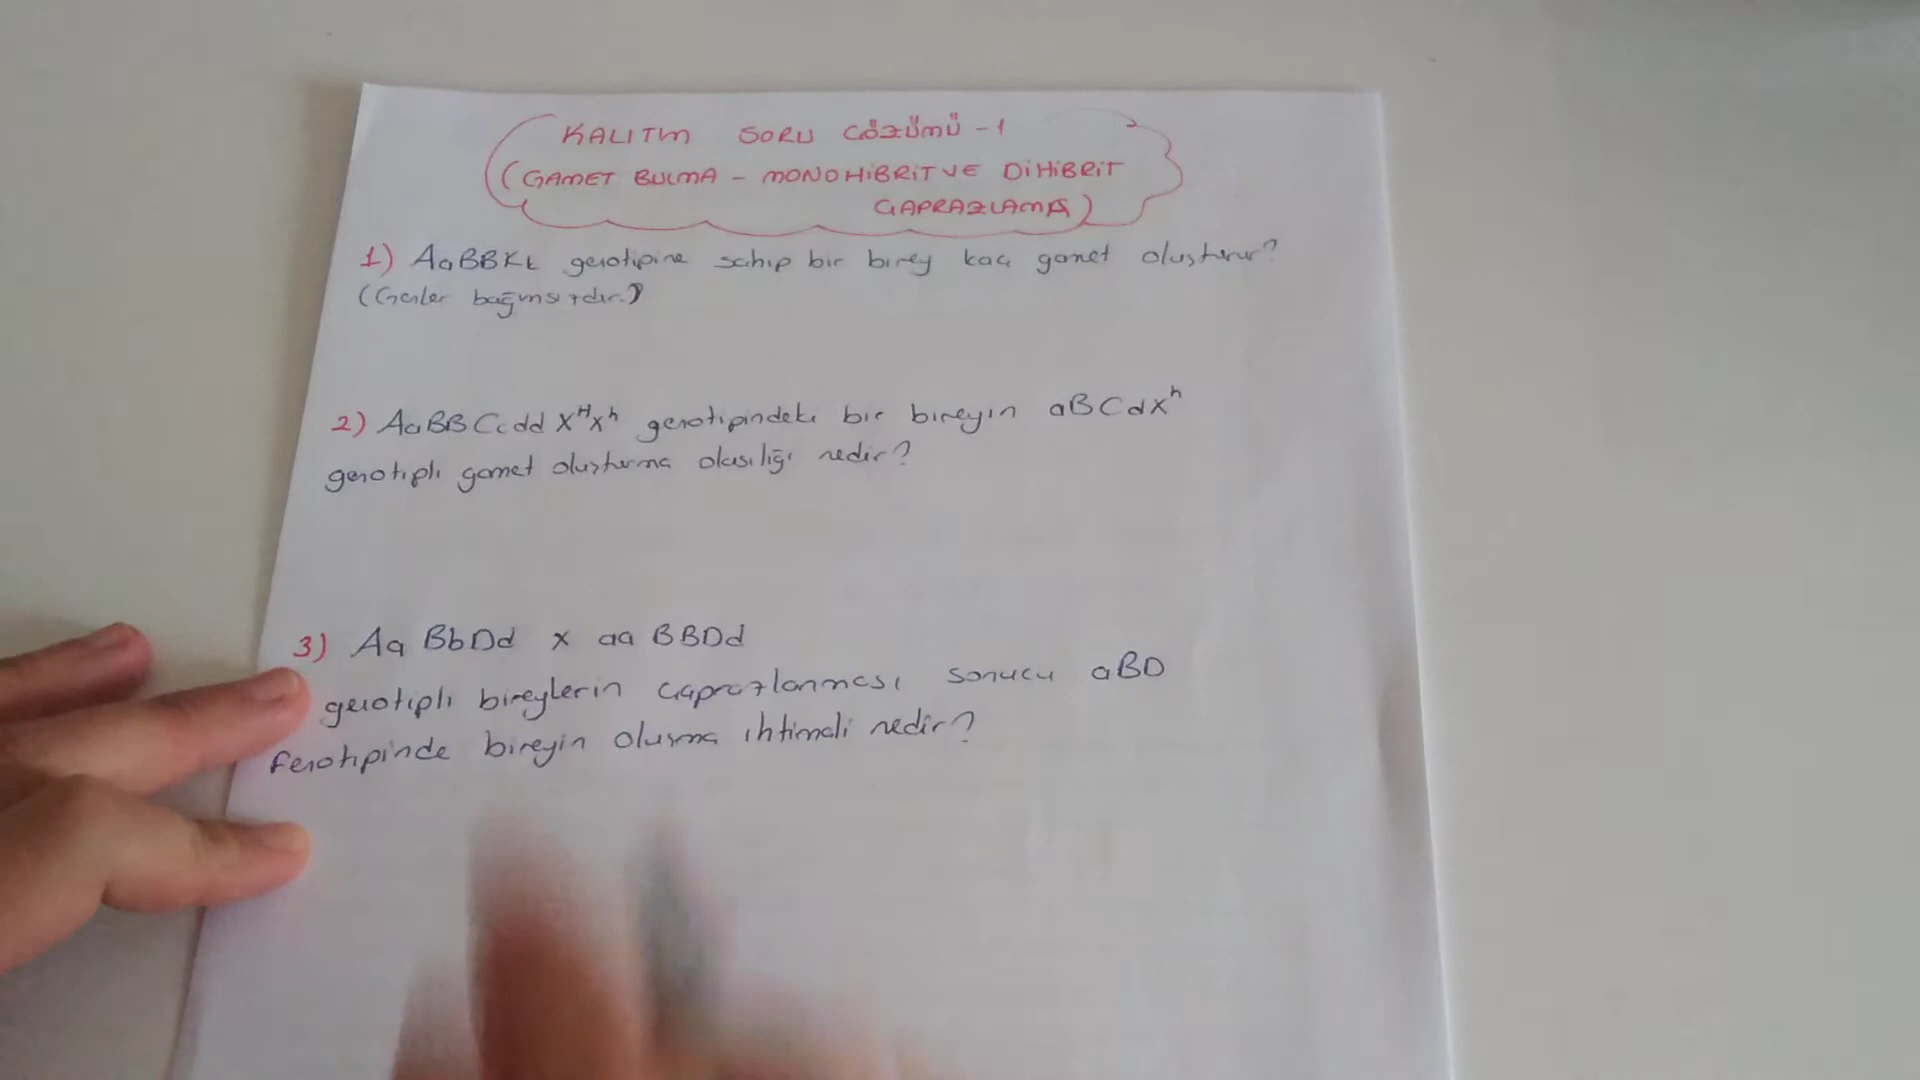 KALITIM SORU ÇÖZÜMÜ - 1
(GAMET BULMA - MONOHİBRİT VE DİHİBRİT
ÇAPRAZLAMA)
1) AaBBKk genotipine sahip bir birey kaç gamet oluşturur?
(Genler bağımsızdır.)
2) AaBBCcdd XᴴXʰ genotipindeki bir bireyin aBCdXʰ
genotipli gamet oluşturma olasılığı nedir?
3) Aa BbDd x aa BBDd
genotipli bireylerin çaprazlanması sonucu aBD
fenotipinde bireyin oluşma ihtimali nedir?